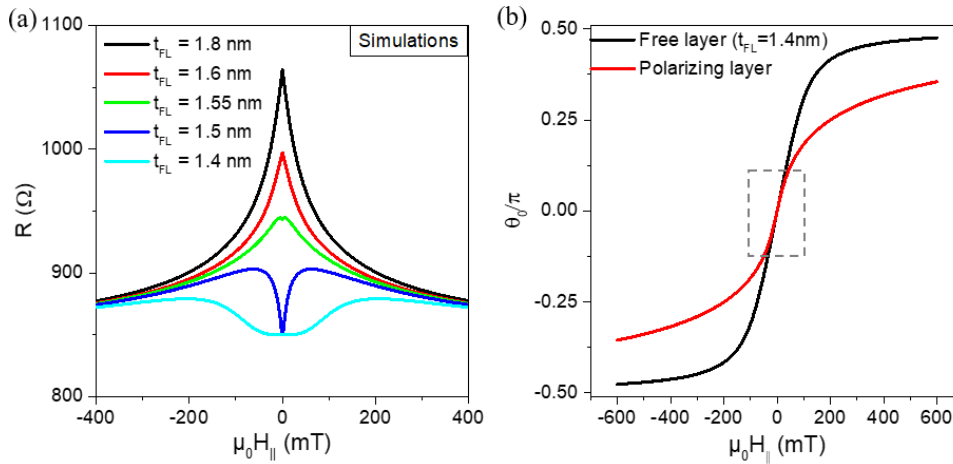 (a)
1100
1000
900
800
R (Ω)
t_FL = 1.8 nm
t_FL = 1.6 nm
t_FL = 1.55 nm
t_FL = 1.5 nm
t_FL = 1.4 nm
Simulations
-400 -200 0 200 400
μ₀H_|| (mT)
(b)
0.50
0.25
0.00
-0.25
-0.50
θ₀/π
Free layer (t_FL=1.4nm)
Polarizing layer
-600 -400 -200 0 200 400 600
μ₀H_|| (mT)